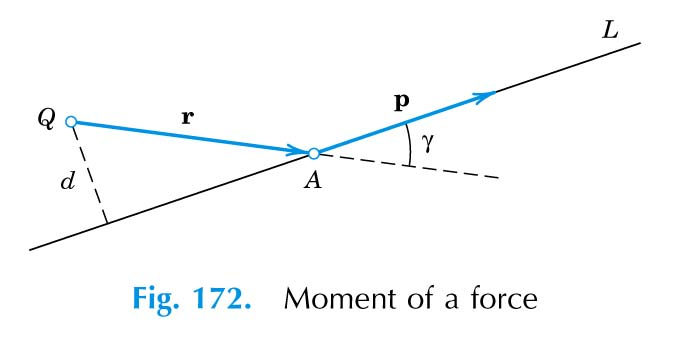 L
p
Q
r
γ
d
A
Fig. 172. Moment of a force